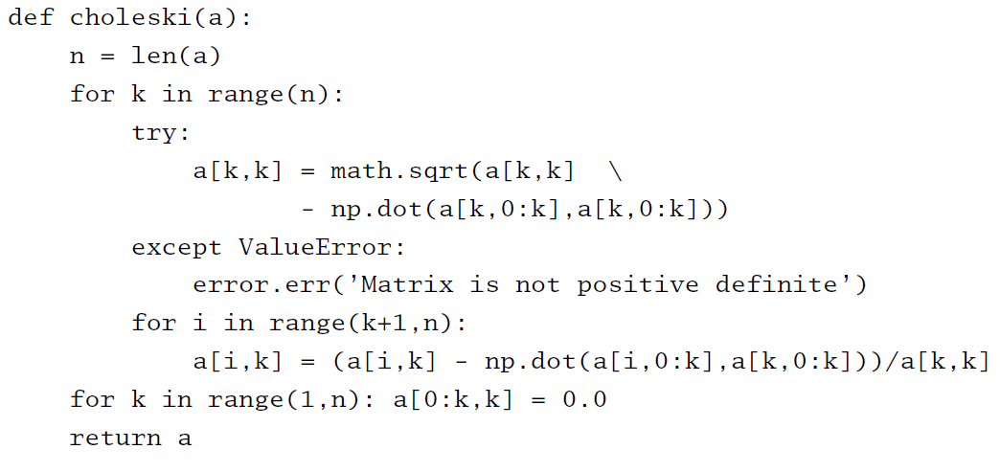 def choleski(a):
    n = len(a)
    for k in range(n):
        try:
            a[k,k] = math.sqrt(a[k,k]  \
                   - np.dot(a[k,0:k],a[k,0:k]))
        except ValueError:
            error.err(’Matrix is not positive definite’)
        for i in range(k+1,n):
            a[i,k] = (a[i,k] - np.dot(a[i,0:k],a[k,0:k]))/a[k,k]
    for k in range(1,n): a[0:k,k] = 0.0
    return a